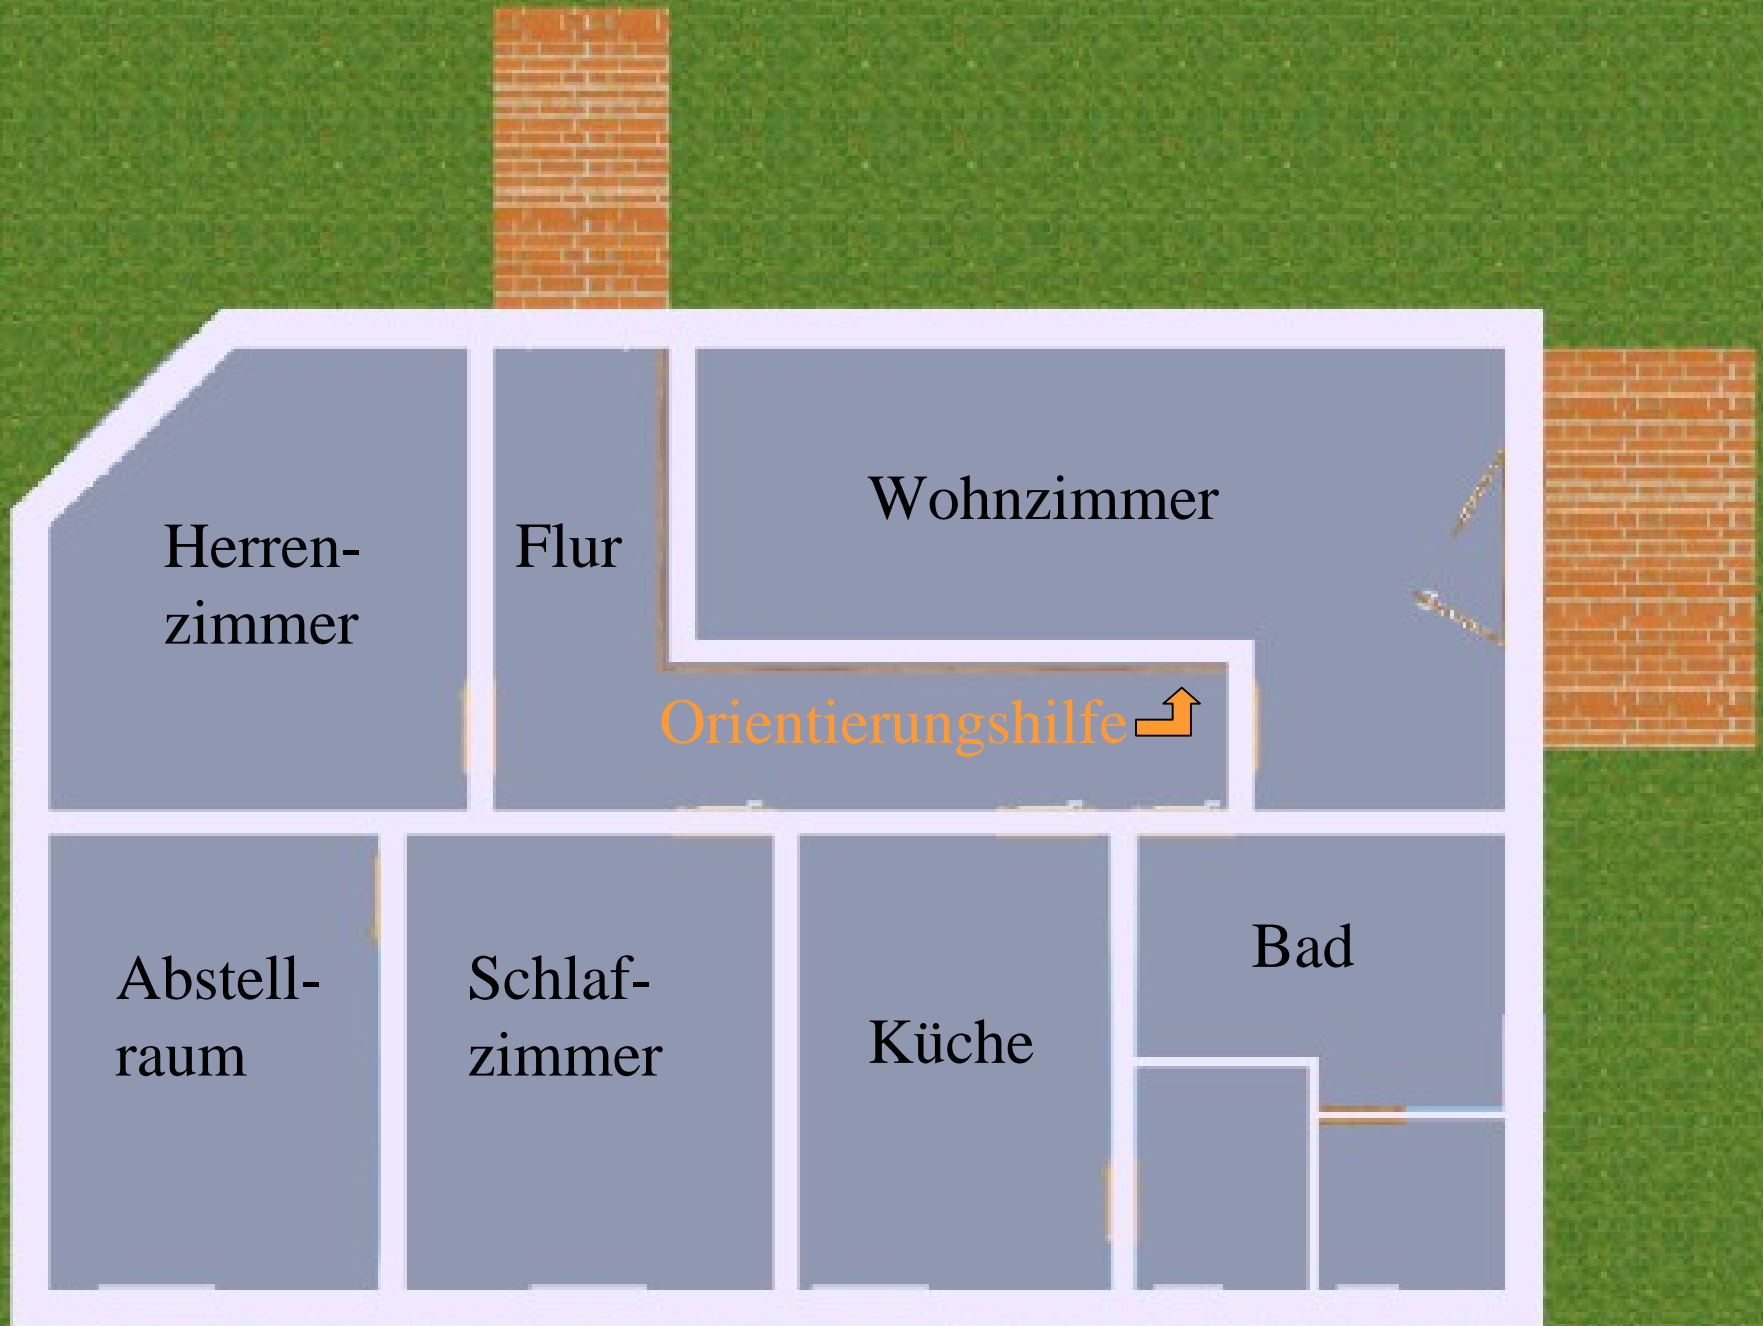 Wohnzimmer
Herren-
zimmer
Flur
Orientierungshilfe
Abstell-
raum
Schlaf-
zimmer
Küche
Bad